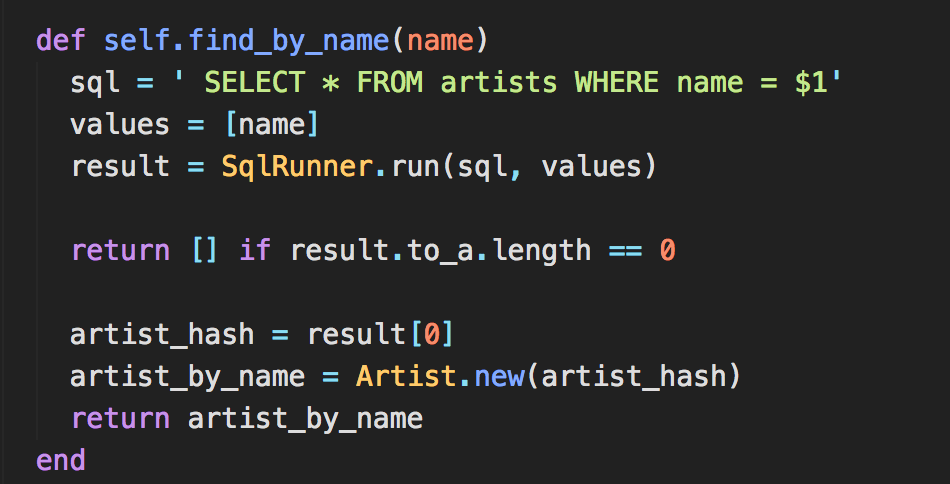 def self.find_by_name(name)
  sql = ' SELECT * FROM artists WHERE name = $1'
  values = [name]
  result = SqlRunner.run(sql, values)

  return [] if result.to_a.length == 0

  artist_hash = result[0]
  artist_by_name = Artist.new(artist_hash)
  return artist_by_name
end